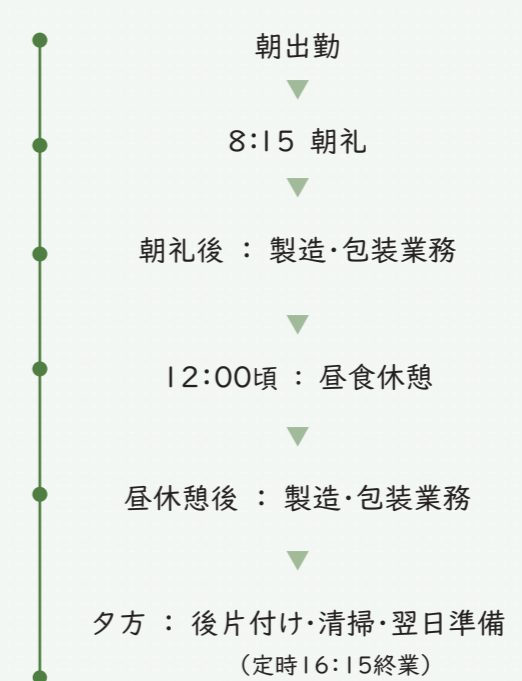 朝出勤
8:15 朝礼
朝礼後 : 製造・包装業務
12:00頃 : 昼食休憩
昼休憩後 : 製造・包装業務
夕方 : 後片付け・清掃・翌日準備
(定時16:15終業)